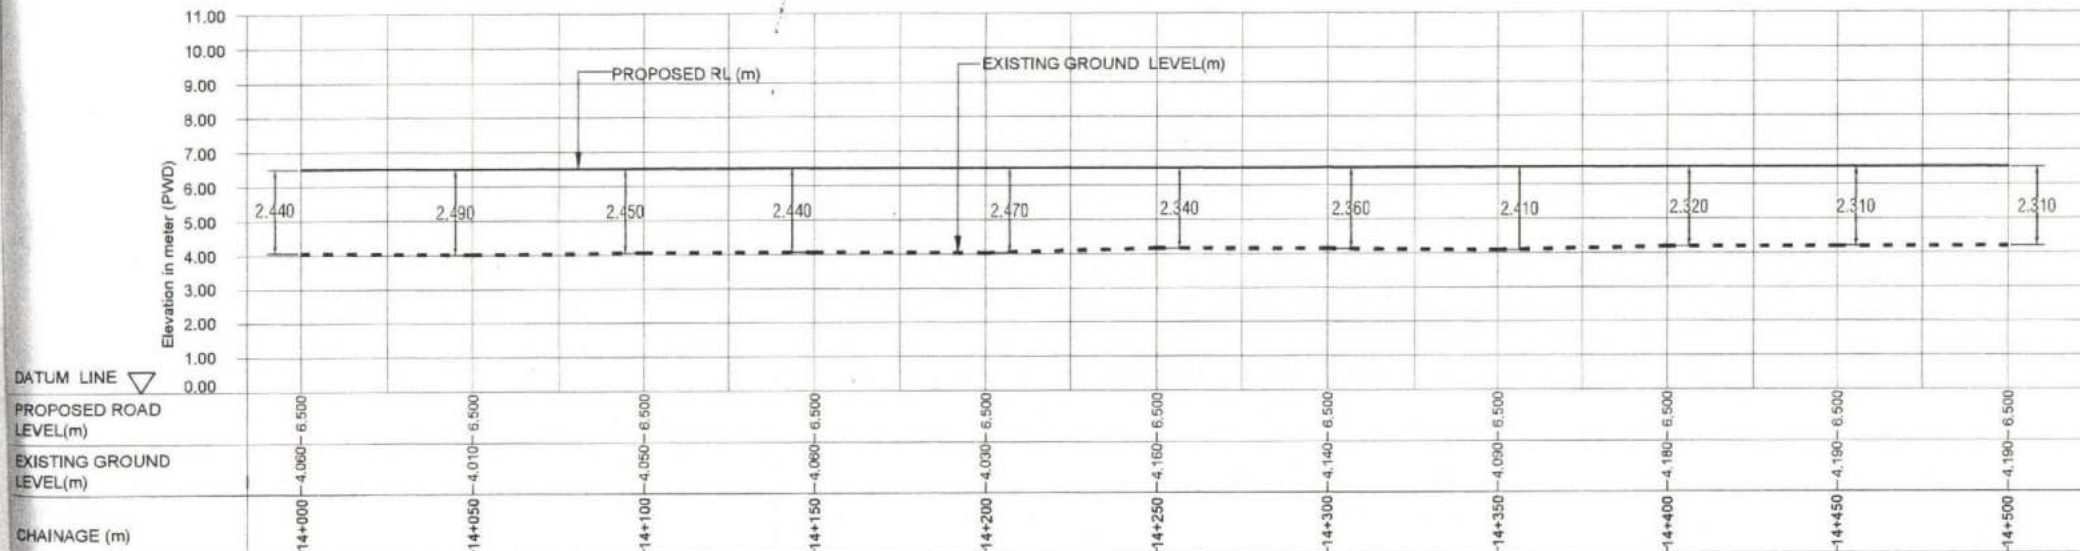 11.00
10.00
PROPOSED RL (m)
EXISTING GROUND LEVEL(m)
9.00
8.00
7.00
6.00
2.440 2.490 2.450 2.440 2.470 2.340 2.360 2.410 2.320 2.310 2.310
5.00
4.00
3.00
2.00
1.00
0.00
Elevation in meter (PWD)
DATUM LINE
PROPOSED ROAD
LEVEL(m)
6.500 6.500 6.500 6.500 6.500 6.500 6.500 6.500 6.500 6.500 6.500
EXISTING GROUND
LEVEL(m)
4.060 4.010 4.050 4.060 4.030 4.160 4.140 4.090 4.180 4.190 4.190
CHAINAGE (m)
14+000 14+050 14+100 14+150 14+200 14+250 14+300 14+350 14+400 14+450 14+500